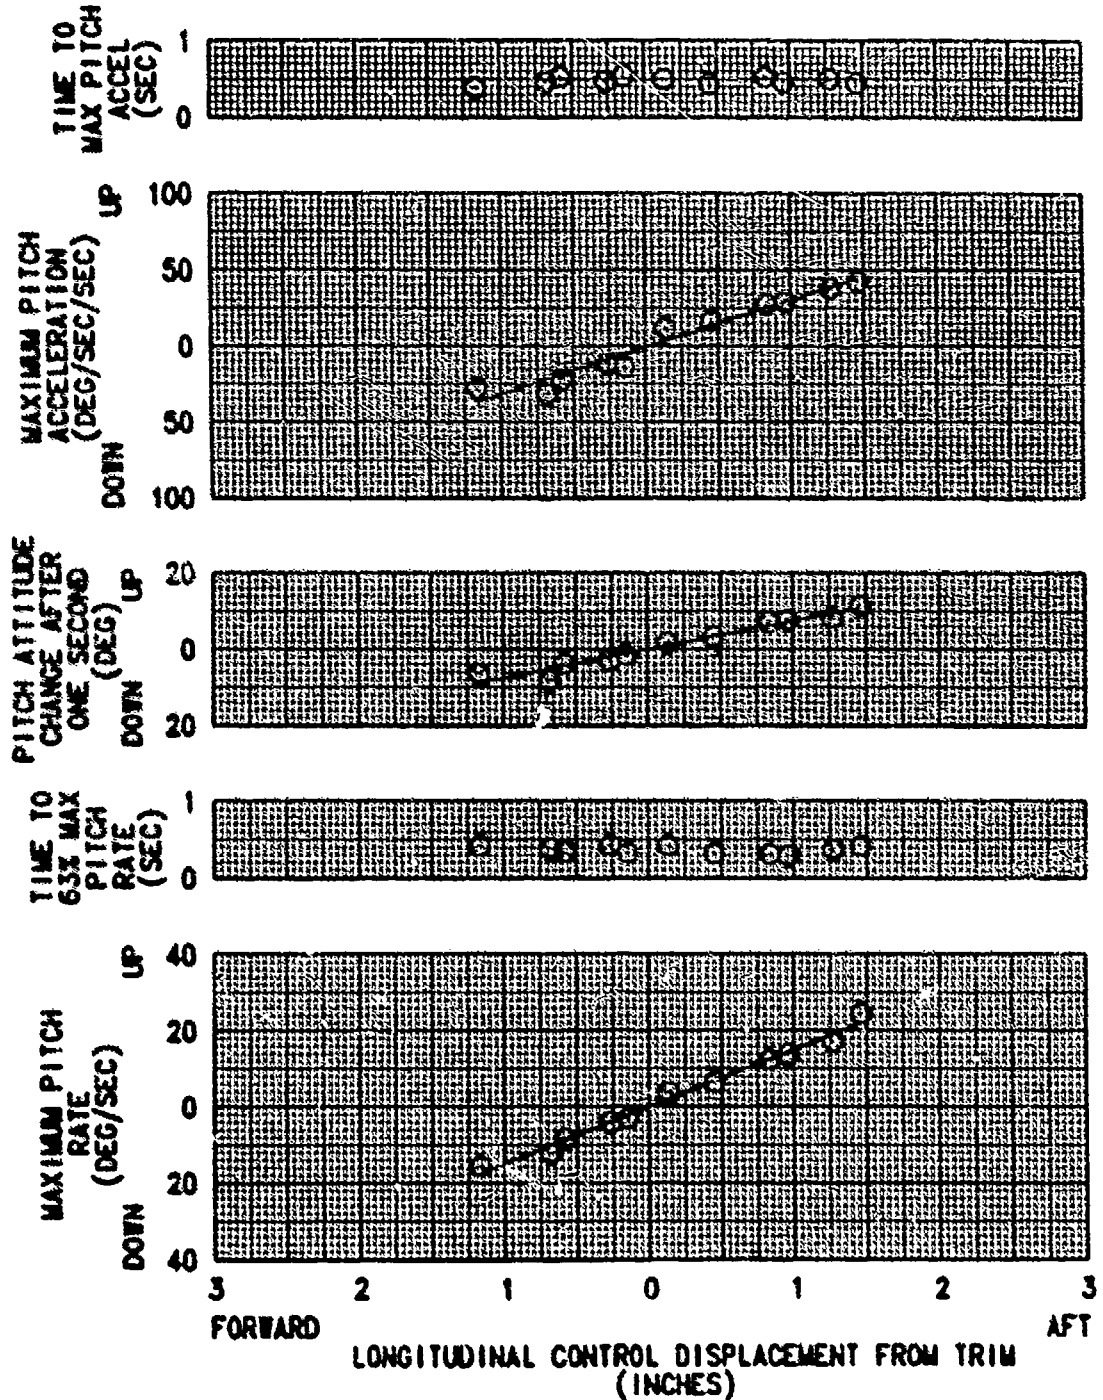 TIME TO
MAX PITCH
ACCEL
(SEC)
1
0
MAXIMUM PITCH
ACCELERATION
(DEG/SEC/SEC)
DOWN
UP
100
50
0
50
100
PITCH ATTITUDE
CHANGE AFTER
ONE SECOND
(DEG)
DOWN
UP
20
0
20
TIME TO
63% MAX
PITCH
RATE
(SEC)
1
0
MAXIMUM PITCH
RATE
(DEG/SEC)
DOWN
UP
40
20
0
20
40
3 2 1 0 1 2 3
FORWARD AFT
LONGITUDINAL CONTROL DISPLACEMENT FROM TRIM
(INCHES)